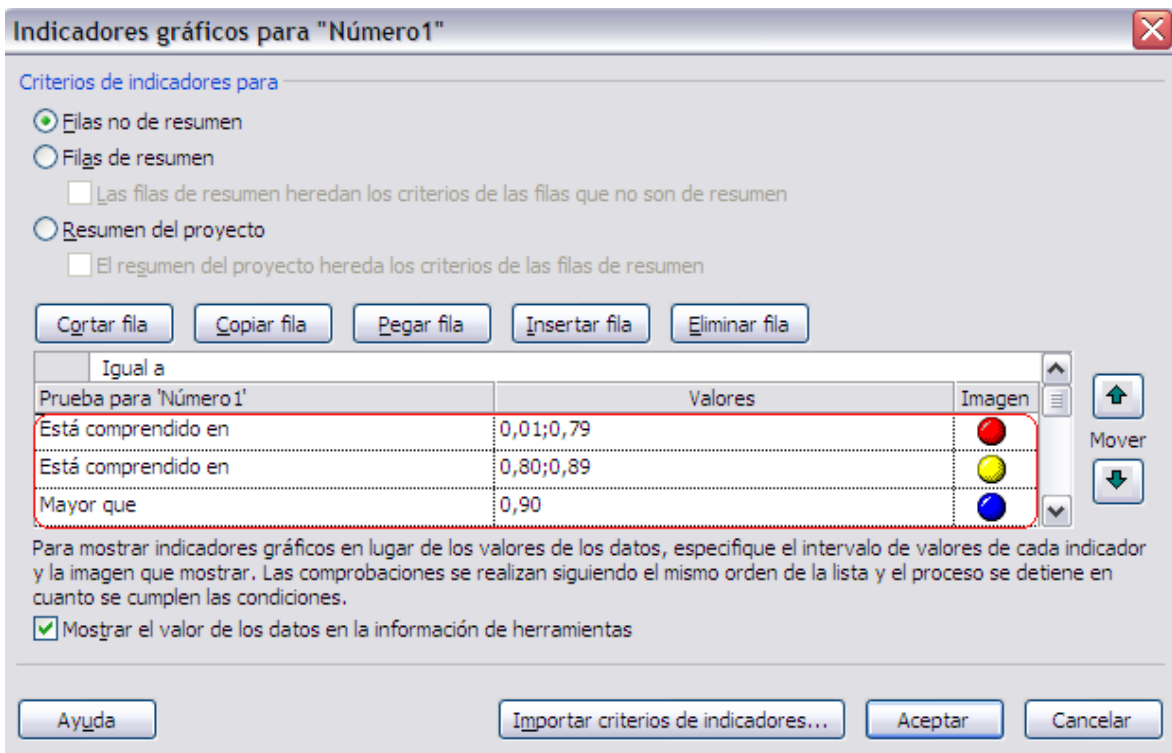 Indicadores gráficos para "Número1"
Criterios de indicadores para
Filas no de resumen
Filas de resumen
Las filas de resumen heredan los criterios de las filas que no son de resumen
Resumen del proyecto
El resumen del proyecto hereda los criterios de las filas de resumen
Cortar fila Copiar fila Pegar fila Insertar fila Eliminar fila
Igual a
Prueba para 'Número1' Valores Imagen
Está comprendido en 0,01;0,79
Está comprendido en 0,80;0,89
Mayor que 0,90
Mover
Para mostrar indicadores gráficos en lugar de los valores de los datos, especifique el intervalo de valores de cada indicador
y la imagen que mostrar. Las comprobaciones se realizan siguiendo el mismo orden de la lista y el proceso se detiene en
cuanto se cumplen las condiciones.
Mostrar el valor de los datos en la información de herramientas
Ayuda Importar criterios de indicadores... Aceptar Cancelar